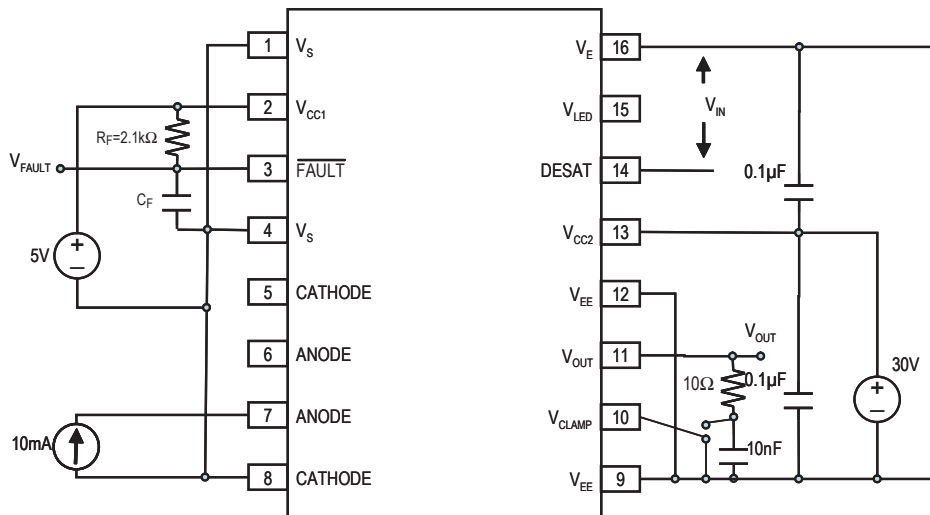 1 V_S
2 V_CC1
R_F=2.1kΩ
V_FAULT
3 FAULT
C_F
4 V_S
5V
+
–
5 CATHODE
6 ANODE
7 ANODE
10mA
8 CATHODE
V_E 16
V_LED 15
V_IN
DESAT 14
0.1µF
V_CC2 13
V_EE 12
V_OUT
V_OUT 11
10Ω
0.1µF
30V
+
–
V_CLAMP 10
10nF
V_EE 9